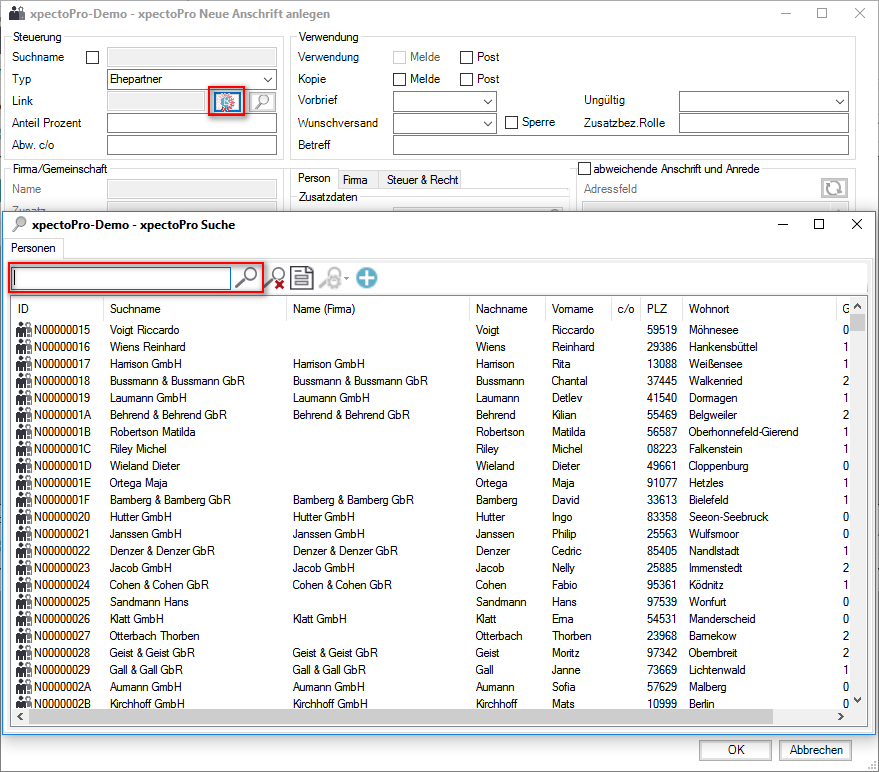 xpectoPro-Demo - xpectoPro Neue Anschrift anlegen
Steuerung
Suchname
Typ Ehepartner
Link
Anteil Prozent
Abw. c/o
Verwendung
Verwendung Melde Post
Kopie Melde Post
Vorbrief Ungültig
Wunschversand Sperre Zusatzbez.Rolle
Betreff
Firma/Gemeinschaft
Name
Person Firma Steuer & Recht
Zusatzdaten
abweichende Anschrift und Anrede
Adressfeld
xpectoPro-Demo - xpectoPro Suche
Personen
ID Suchname Name (Firma) Nachname Vorname c/o PLZ Wohnort G
N00000015 Voigt Riccardo Voigt Riccardo 59519 Möhnesee 0
N00000016 Wiens Reinhard Wiens Reinhard 29386 Hankensbüttel 1
N00000017 Harrison GmbH Harrison GmbH Harrison Rita 13088 Weißensee 1
N00000018 Bussmann & Bussmann GbR Bussmann & Bussmann GbR Bussmann Chantal 37445 Walkenried 2
N00000019 Laumann GmbH Laumann GmbH Laumann Detlev 41540 Dormagen 1
N0000001A Behrend & Behrend GbR Behrend & Behrend GbR Behrend Kilian 55469 Belgweiler 2
N0000001B Robertson Matilda Robertson Matilda 56587 Oberhonnefeld-Gierend 1
N0000001C Riley Michel Riley Michel 08223 Falkenstein 1
N0000001D Wieland Dieter Wieland Dieter 49661 Cloppenburg 0
N0000001E Ortega Maja Ortega Maja 91077 Hetzles 1
N0000001F Bamberg & Bamberg GbR Bamberg & Bamberg GbR Bamberg David 33613 Bielefeld 1
N00000020 Hutter GmbH Hutter GmbH Hutter Ingo 83358 Seeon-Seebruck 0
N00000021 Janssen GmbH Janssen GmbH Janssen Philip 25563 Wulfsmoor 0
N00000022 Denzer & Denzer GbR Denzer & Denzer GbR Denzer Cedric 85405 Nandlstadt 1
N00000023 Jacob GmbH Jacob GmbH Jacob Nelly 25885 Immenstedt 2
N00000024 Cohen & Cohen GbR Cohen & Cohen GbR Cohen Fabio 95361 Ködnitz 1
N00000025 Sandmann Hans Sandmann Hans 97539 Wonfurt 0
N00000026 Klatt GmbH Klatt GmbH Klatt Erna 54531 Manderscheid 0
N00000027 Otterbach Thorben Otterbach Thorben 23968 Barnekow 2
N00000028 Geist & Geist GbR Geist & Geist GbR Geist Moritz 97342 Obernbreit 2
N00000029 Gall & Gall GbR Gall & Gall GbR Gall Janne 73669 Lichtenwald 1
N0000002A Aumann GmbH Aumann GmbH Aumann Sofia 57629 Malberg 0
N0000002B Kirchhoff GmbH Kirchhoff GmbH Kirchhoff Mats 10999 Berlin 0
OK Abbrechen